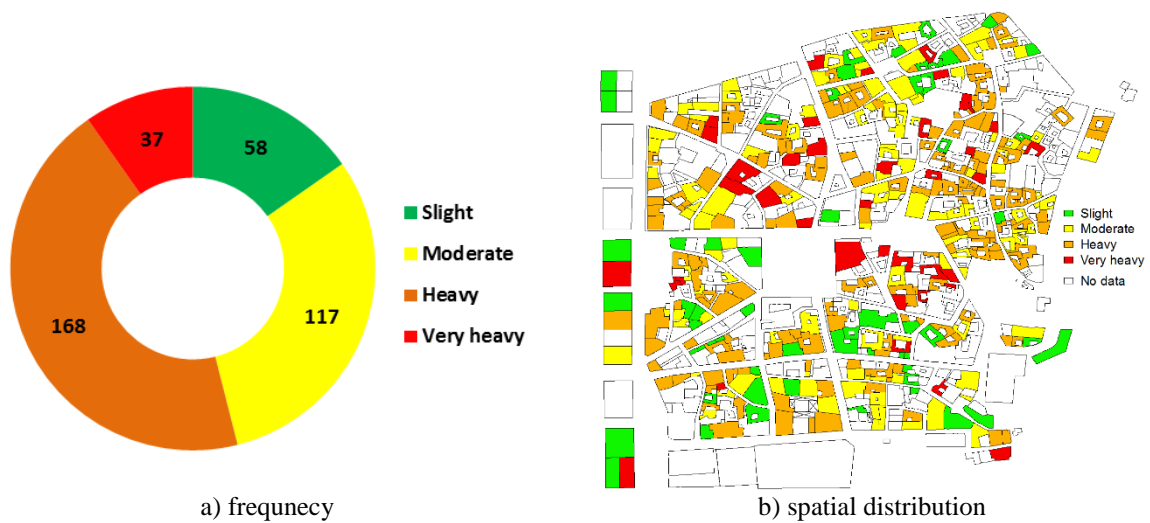 37
58
168
117
Slight
Moderate
Heavy
Very heavy
Slight
Moderate
Heavy
Very heavy
No data
a) frequnecy
b) spatial distribution